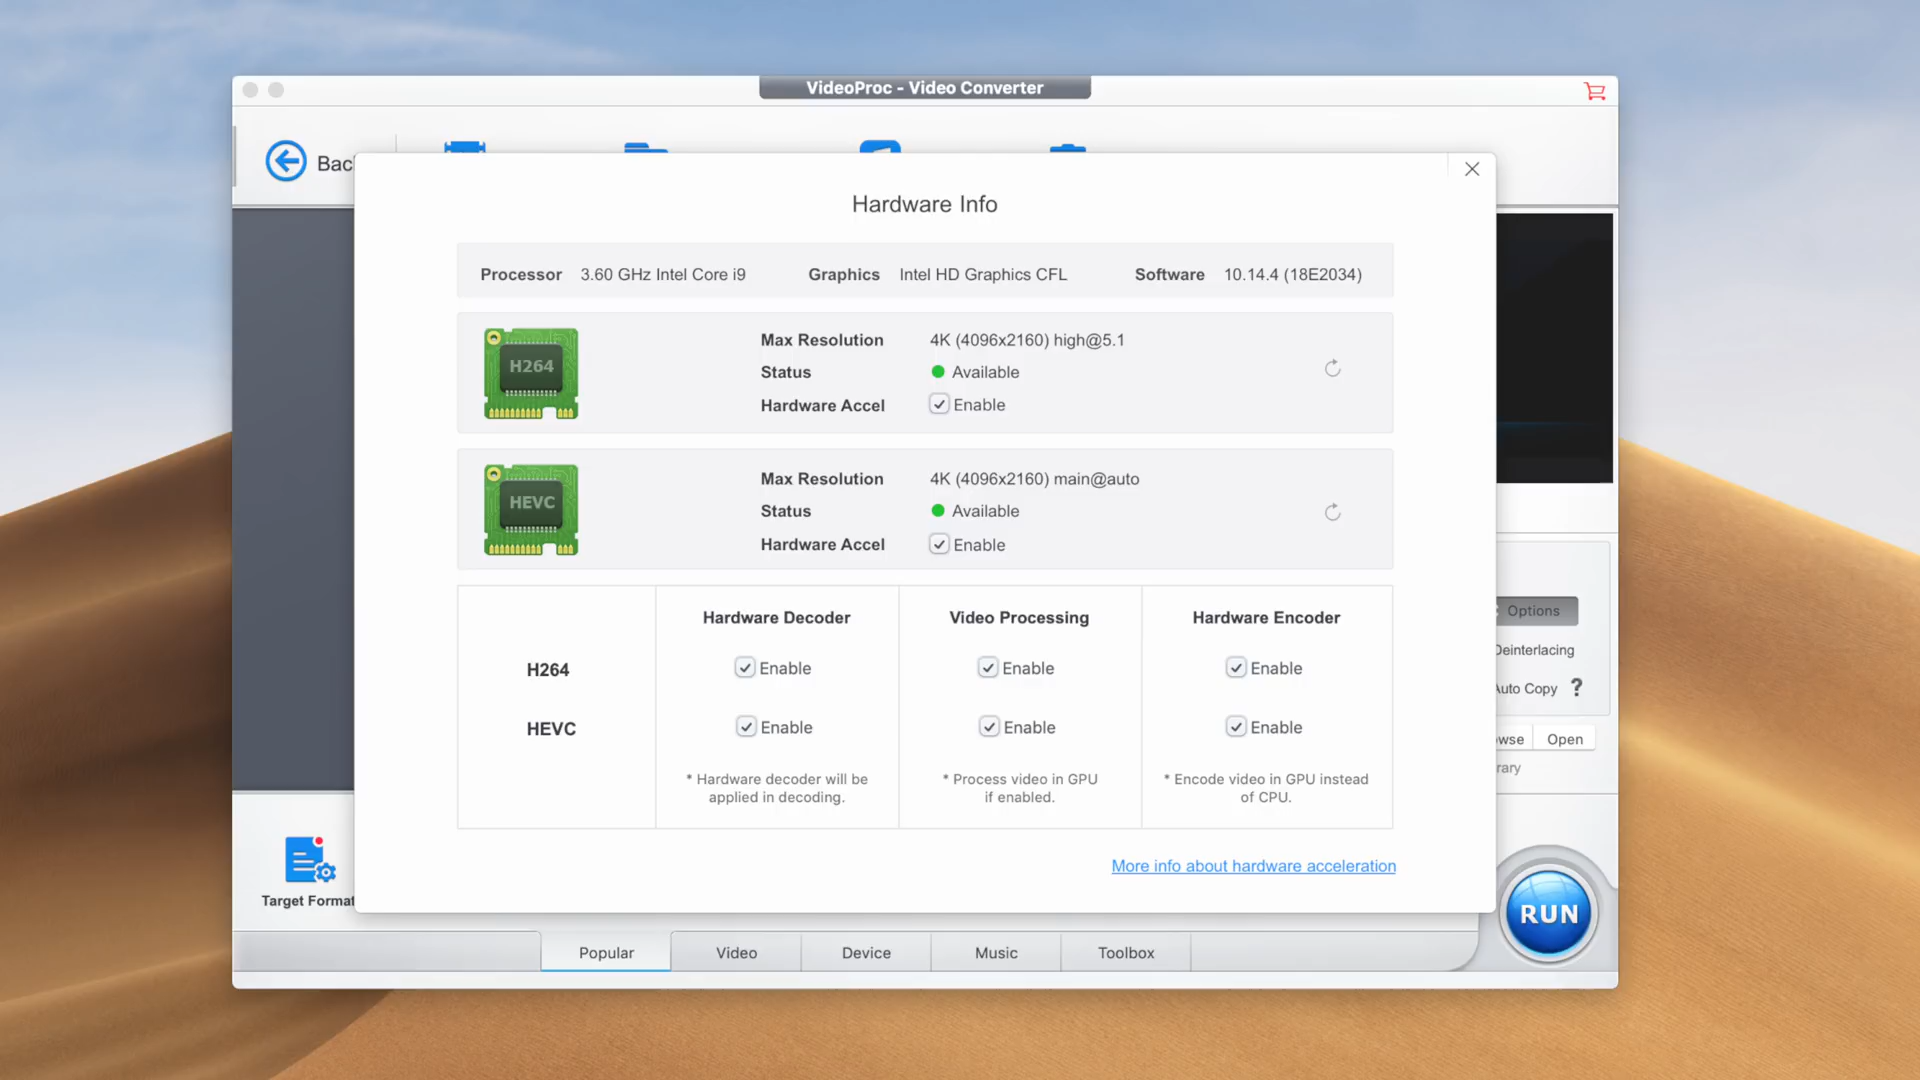 VideoProc - Video Converter
Bac
Hardware Info
Processor 3.60 GHz Intel Core i9 Graphics Intel HD Graphics CFL Software 10.14.4 (18E2034)
H264
Max Resolution 4K (4096x2160) high@5.1
Status Available
Hardware Accel Enable
HEVC
Max Resolution 4K (4096x2160) main@auto
Status Available
Hardware Accel Enable
Hardware Decoder Video Processing Hardware Encoder
H264 Enable Enable Enable
HEVC Enable Enable Enable
* Hardware decoder will be
applied in decoding.
* Process video in GPU
if enabled.
* Encode video in GPU instead
of CPU.
More info about hardware acceleration
Options
Deinterlacing
Auto Copy ?
wse Open
rary
Target Format
RUN
Popular Video Device Music Toolbox